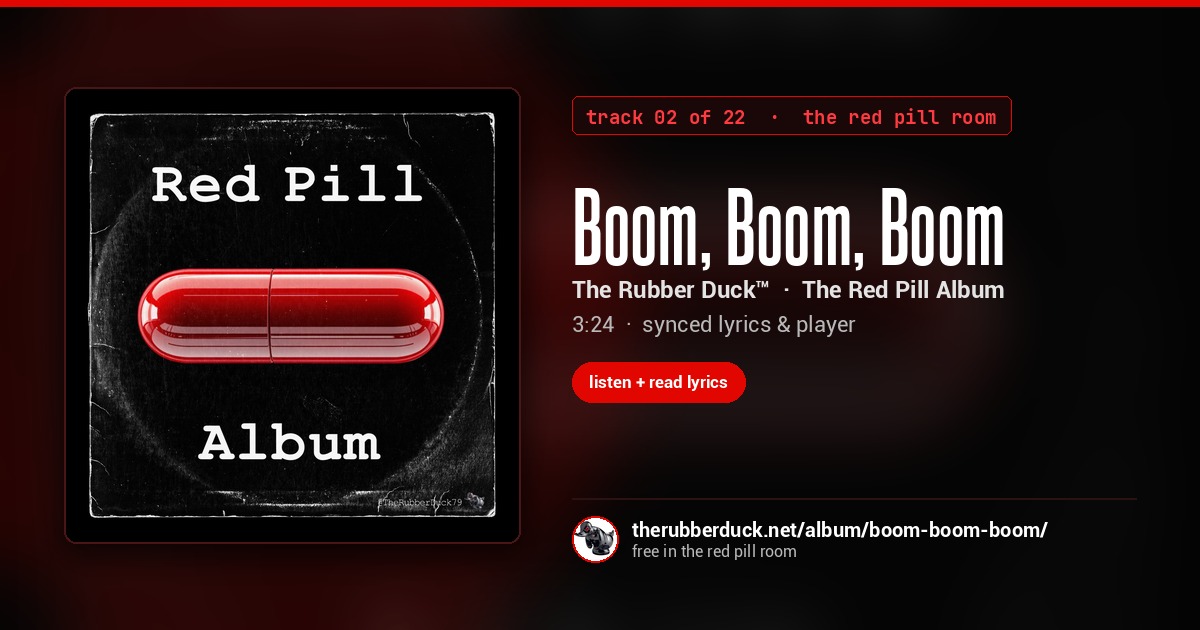 Red Pill
Album
#TheRubberDuck79
track 02 of 22 · the red pill room
Boom, Boom, Boom
The Rubber Duck™ · The Red Pill Album
3:24 · synced lyrics & player
listen + read lyrics
therubberduck.net/album/boom-boom-boom/
free in the red pill room